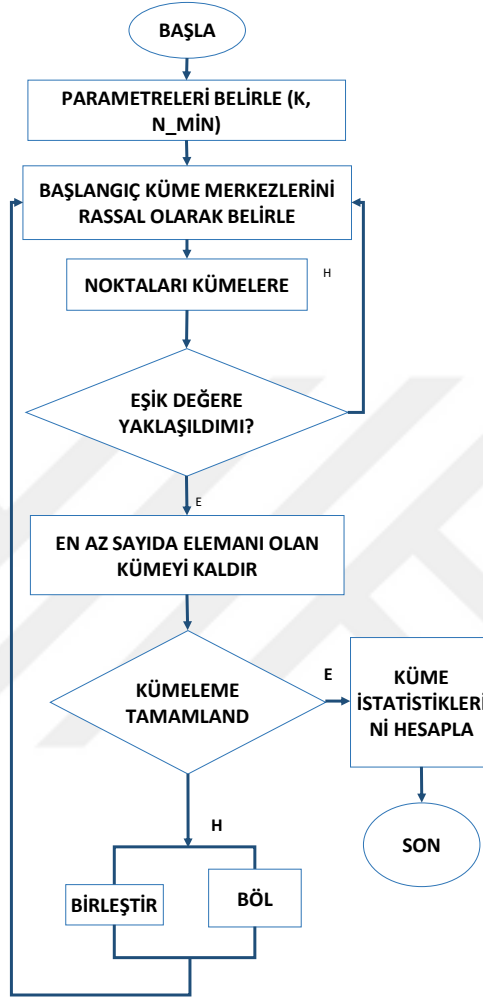 BAŞLA
PARAMETRELERİ BELİRLE (K,
N_MİN)
BAŞLANGIÇ KÜME MERKEZLERİNİ
RASSAL OLARAK BELİRLE
NOKTALARI KÜMELERE
H
EŞİK DEĞERE
YAKLAŞILDIMI?
E
EN AZ SAYIDA ELEMANI OLAN
KÜMEYİ KALDIR
KÜMELEME
TAMAMLAND
E
KÜME
İSTATİSTİKLERİ
Nİ HESAPLA
H
SON
BİRLEŞTİR
BÖL